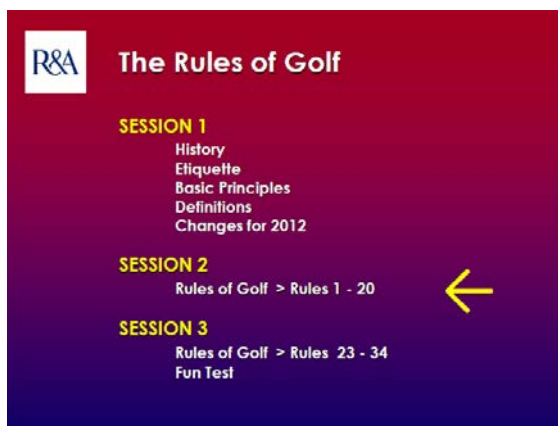 R&A
The Rules of Golf
SESSION 1
History
Etiquette
Basic Principles
Definitions
Changes for 2012
SESSION 2
Rules of Golf > Rules 1 - 20
SESSION 3
Rules of Golf > Rules 23 - 34
Fun Test